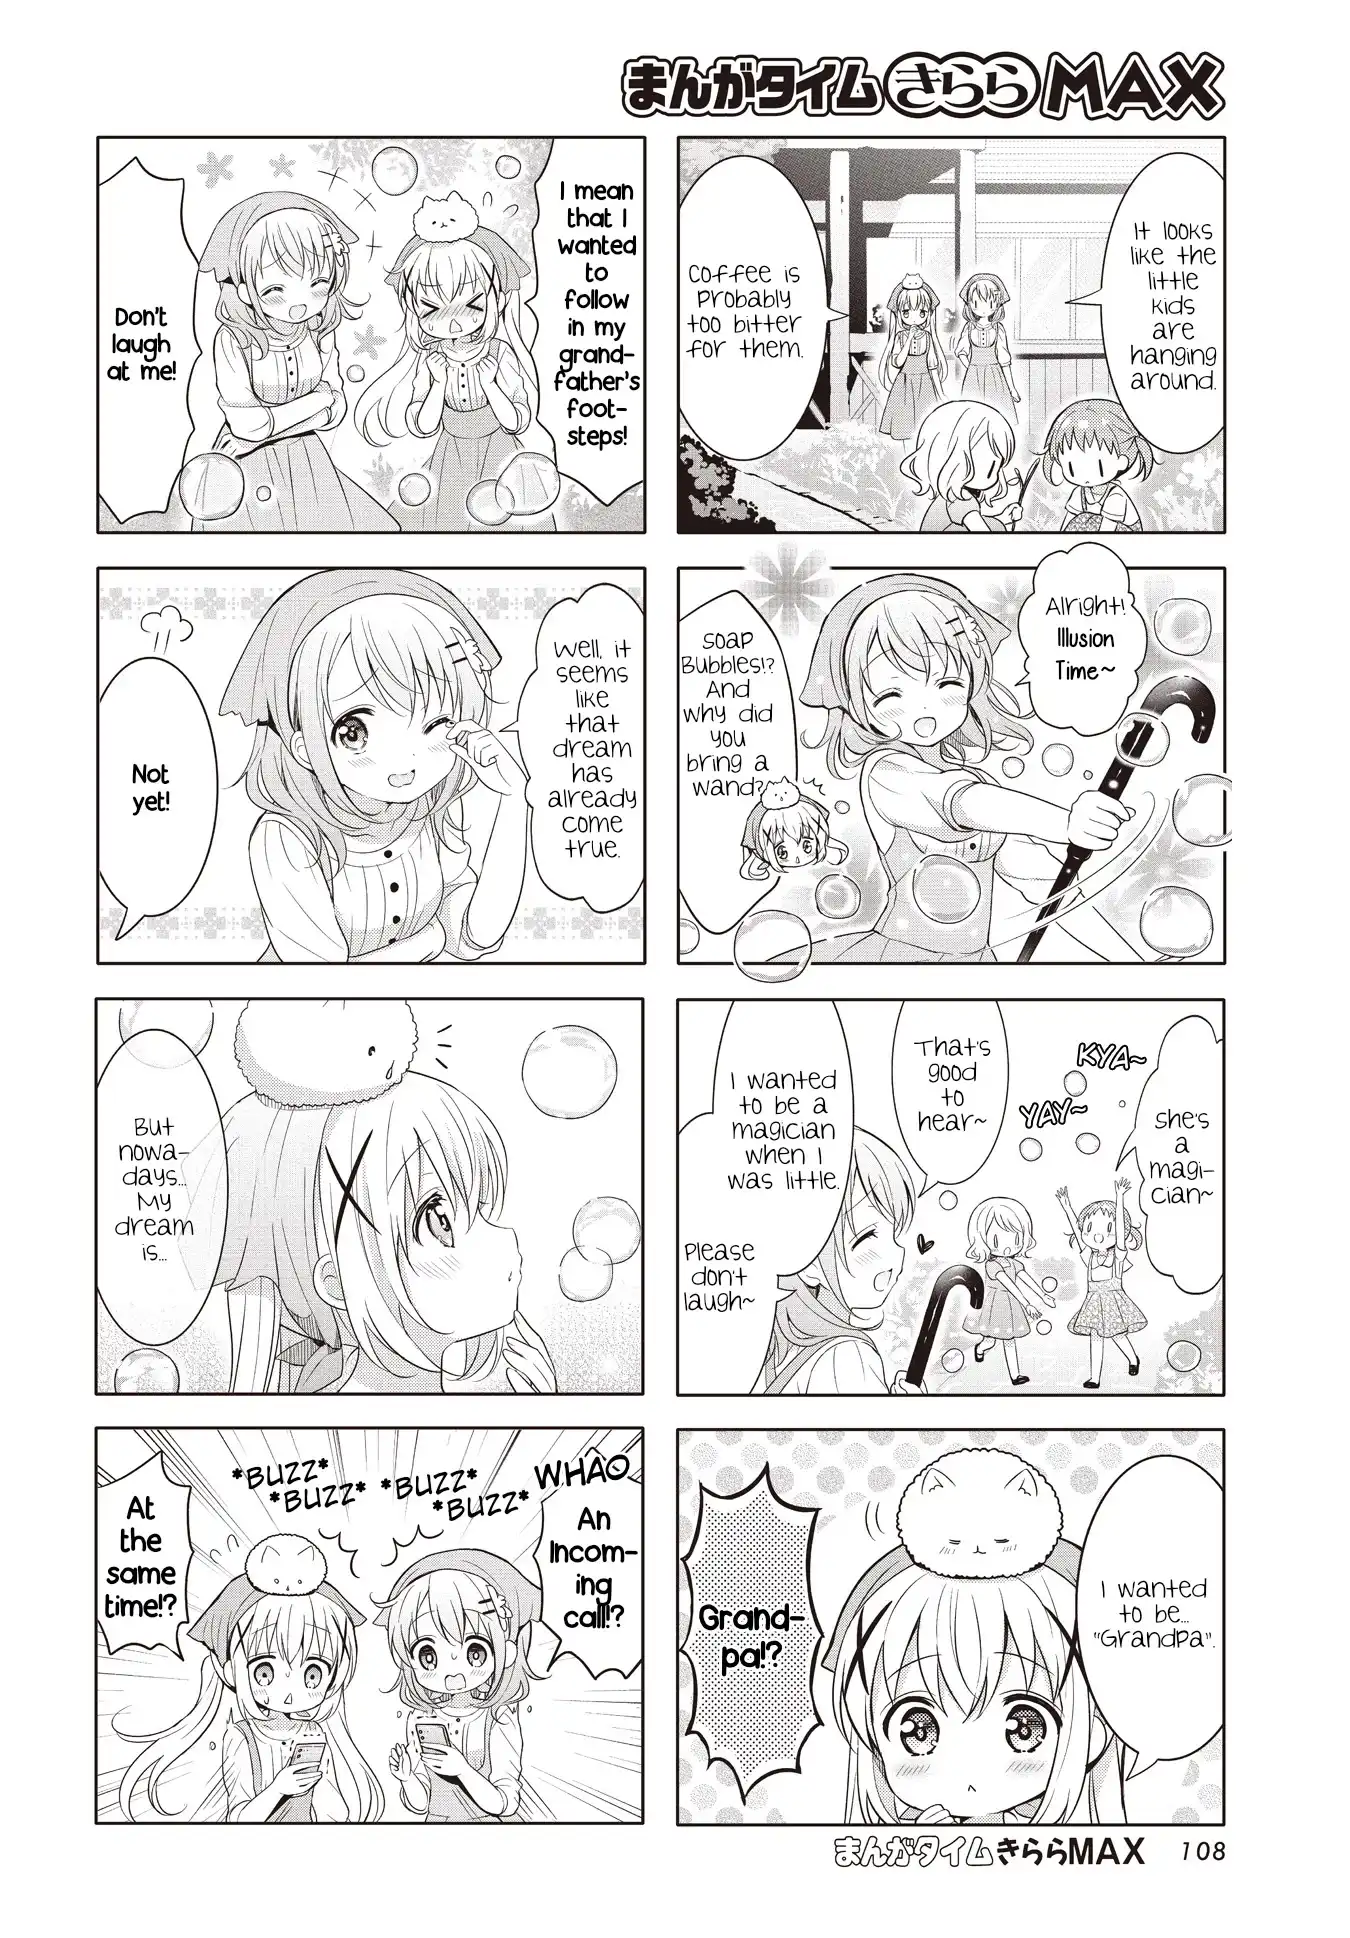 まんがタイムきららMAX
It looks
like the
little
kids
are
hanging
around.
Coffee is
probably
too bitter
for them.
Alright!
Illusion
Time~
Soap
Bubbles!?
And
why did
you
bring a
wand?
She's
a
magi-
cian~
KYA~
YAY~
That's
good
to
hear~
I wanted
to be a
magician
when I
was little.
Please
don't
laugh~
I wanted
to be...
"Grandpa".
Grand-
pa!?
I mean
that I
wanted
to
follow
in my
grand-
father's
foot-
steps!
Don't
laugh
at me!
Well, it
seems
like
that
dream
has
already
come
true.
Not
yet!
But
nowa-
days...
My
dream
is...
WHAO
An
Incom-
ing
call!?
*BUZZ*
*BUZZ*
*BUZZ*
*BUZZ*
At
the
same
time!?
まんがタイムきららMAX 108